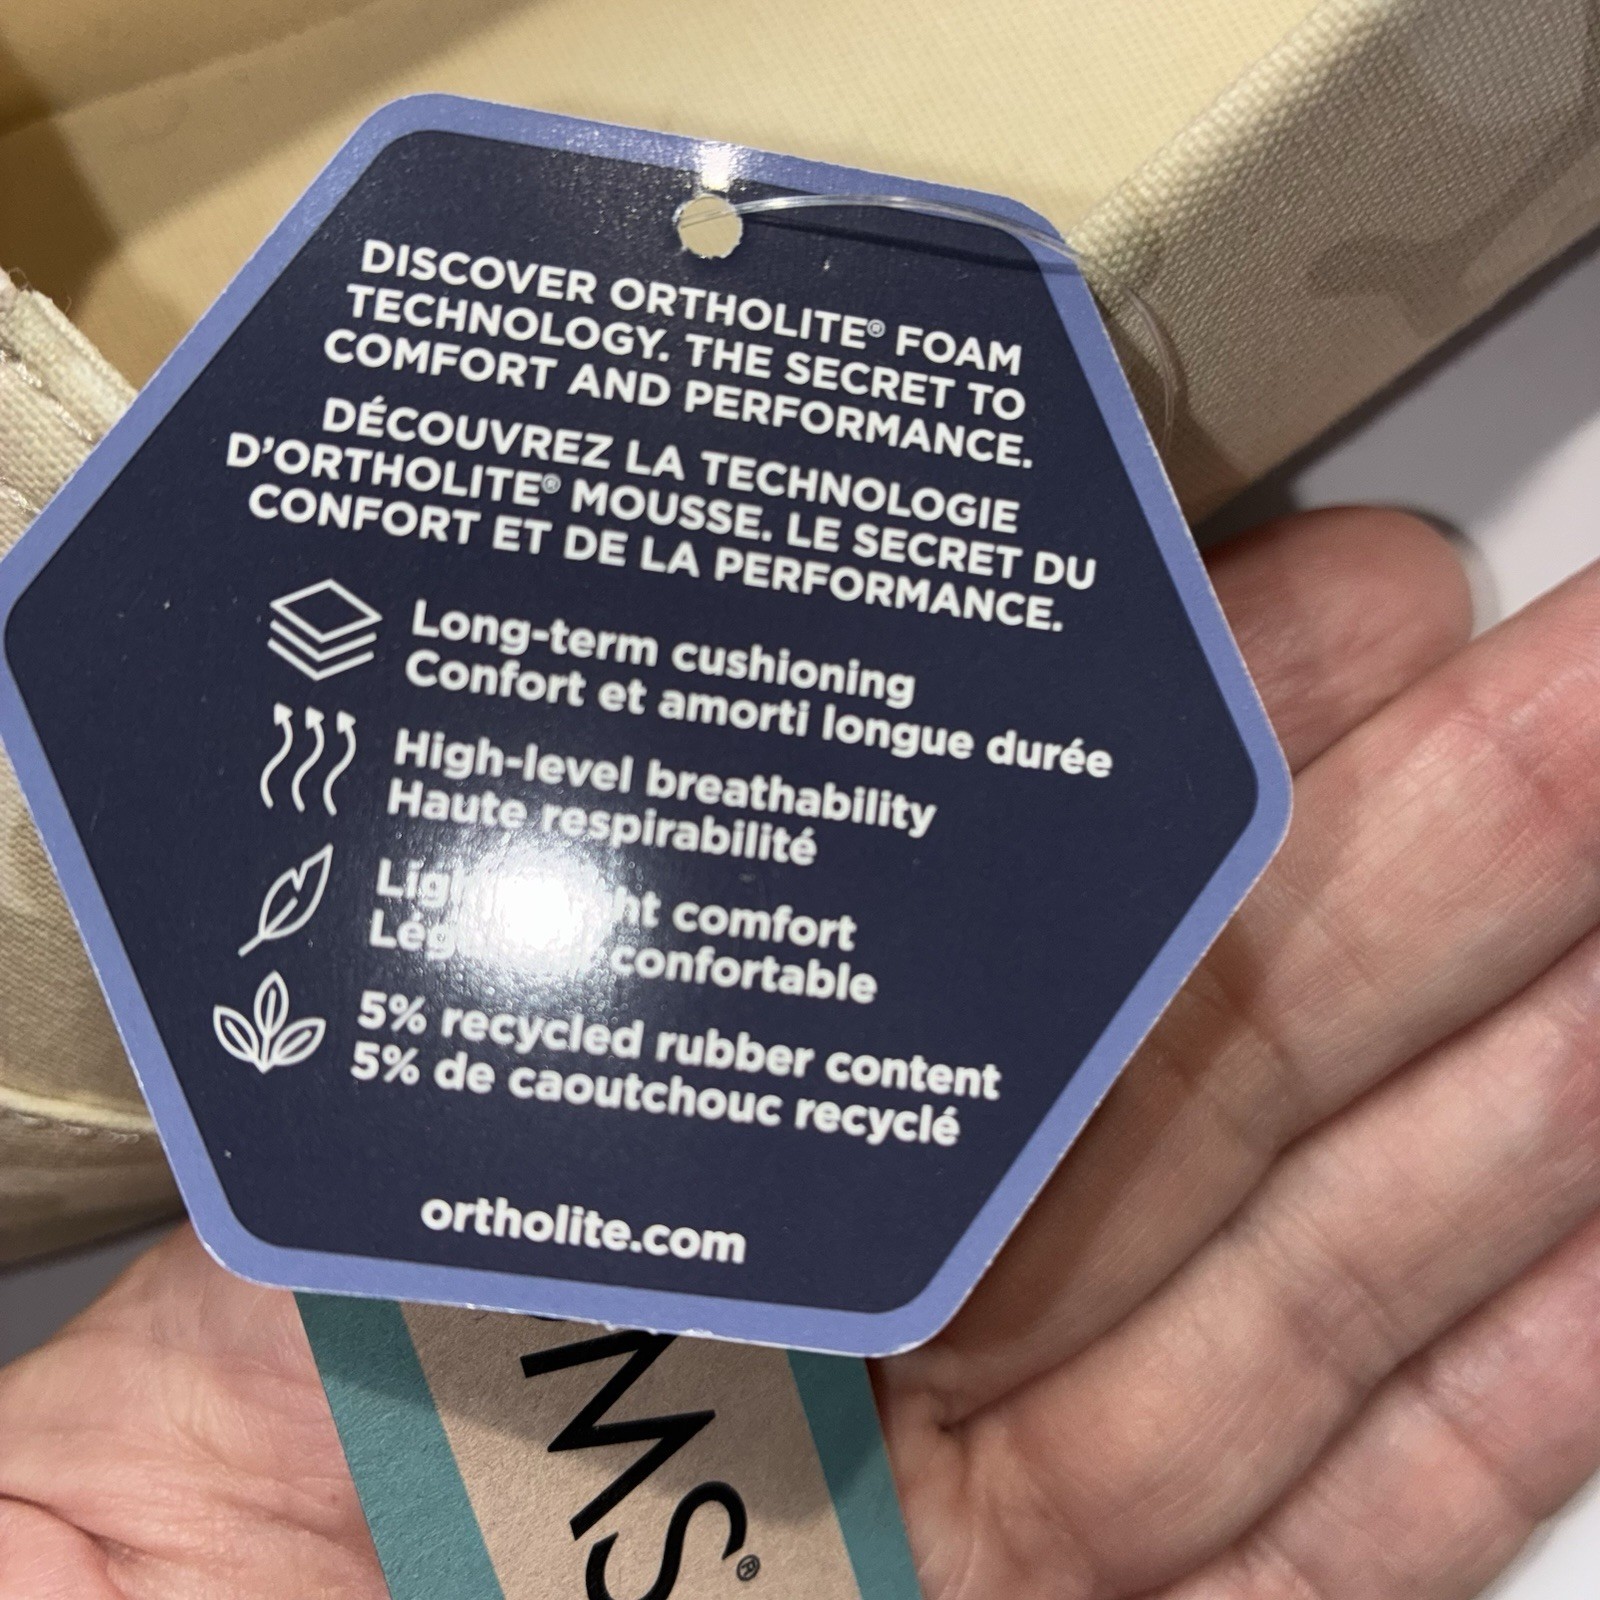 DISCOVER ORTHOLITE® FOAM
TECHNOLOGY. THE SECRET TO
COMFORT AND PERFORMANCE.
DÉCOUVREZ LA TECHNOLOGIE
D'ORTHOLITE® MOUSSE. LE SECRET DU
CONFORT ET DE LA PERFORMANCE.
Long-term cushioning
Confort et amorti longue durée
High-level breathability
Haute respirabilité
comfort
confortable
5% recycled rubber content
5% de caoutchouc recyclé
ortholite.com
MS®